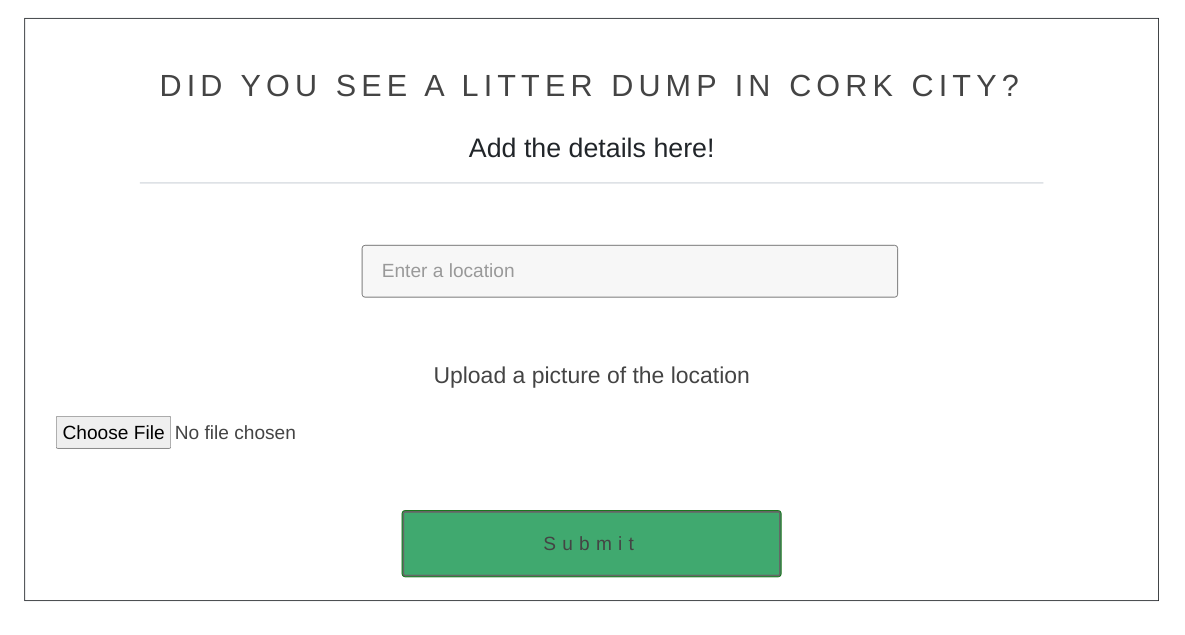 DID YOU SEE A LITTER DUMP IN CORK CITY?
Add the details here!
Enter a location
Upload a picture of the location
Choose File No file chosen
Submit